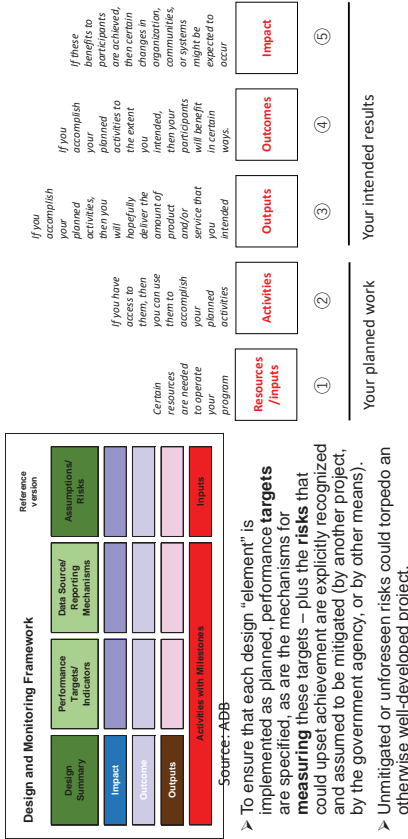 Design and Monitoring Framework
Reference
version
Design
Summary
Performance
Targets/
Indicators
Data Source/
Reporting
Mechanisms
Assumptions/
Risks
Impact
Outcome
Outputs
Activities with Milestones
Inputs
Source: ADB
➢ To ensure that each design “element” is
implemented as planned, performance targets
are specified, as are the mechanisms for
measuring these targets – plus the risks that
could upset achievement are explicitly recognized
and assumed to be mitigated (by another project,
by the government agency, or by other means).
➢ Unmitigated or unforeseen risks could torpedo an
otherwise well-developed project.
Certain
resources
are needed
to operate
your
program
Resources
/inputs
①
If you have
access to
them, then
you can use
them to
accomplish
your
planned
activities
Activities
②
Your planned work
If you
accomplish
your
planned
activities,
then you
will
hopefully
deliver the
amount of
product
and/or
service that
you
intended
Outputs
③
If you
accomplish
your
planned
activities to
the extent
you
intended,
then your
participants
will benefit
in certain
ways.
Outcomes
④
If these
benefits to
participants
are achieved,
then certain
changes in
organization,
communities,
or systems
might be
expected to
occur
Impact
⑤
Your intended results